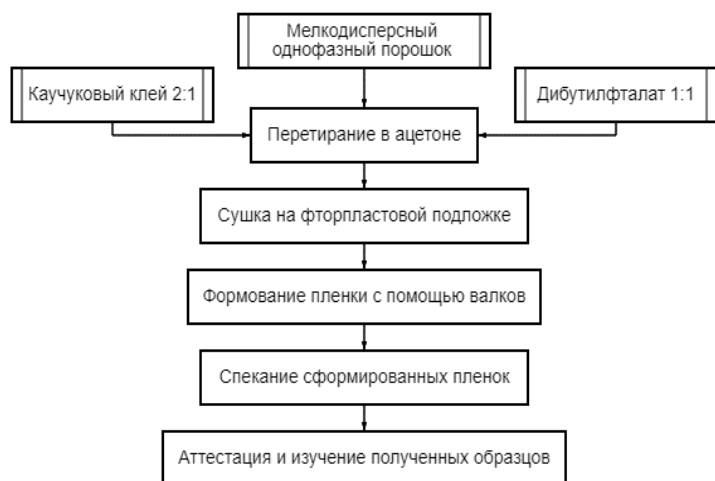 Мелкодисперсный
однофазный порошок
Каучуковый клей 2:1
Дибутилфталат 1:1
Перетирание в ацетоне
Сушка на фторпластовой подложке
Формование пленки с помощью валков
Спекание сформированных пленок
Аттестация и изучение полученных образцов